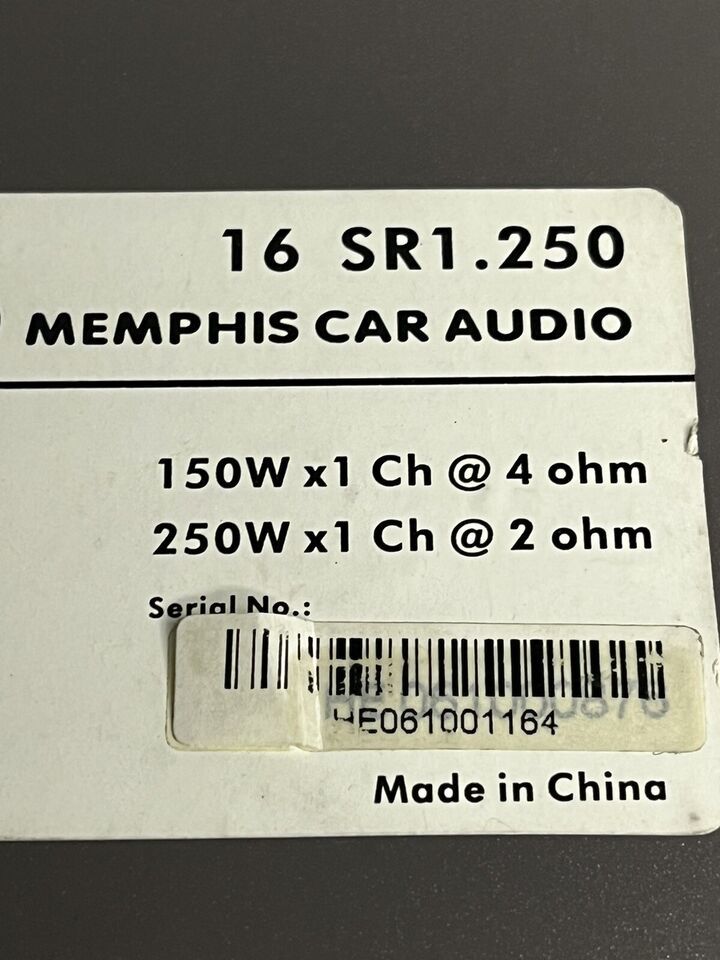 16 SR1.250
MEMPHIS CAR AUDIO
150W x1 Ch @ 4 ohm
250W x1 Ch @ 2 ohm
Serial No.:
HE061001164
Made in China